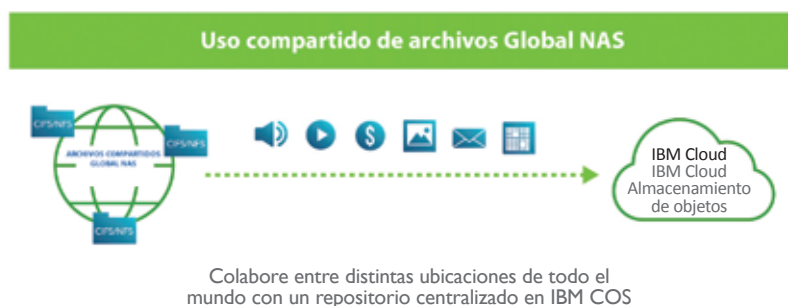 Uso compartido de archivos Global NAS
CIFS/NFS
CIFS/NFS
ARCHIVOS COMPARTIDOS
GLOBAL NAS
CIFS/NFS
IBM Cloud
IBM Cloud
Almacenamiento
de objetos
Colabore entre distintas ubicaciones de todo el
mundo con un repositorio centralizado en IBM COS